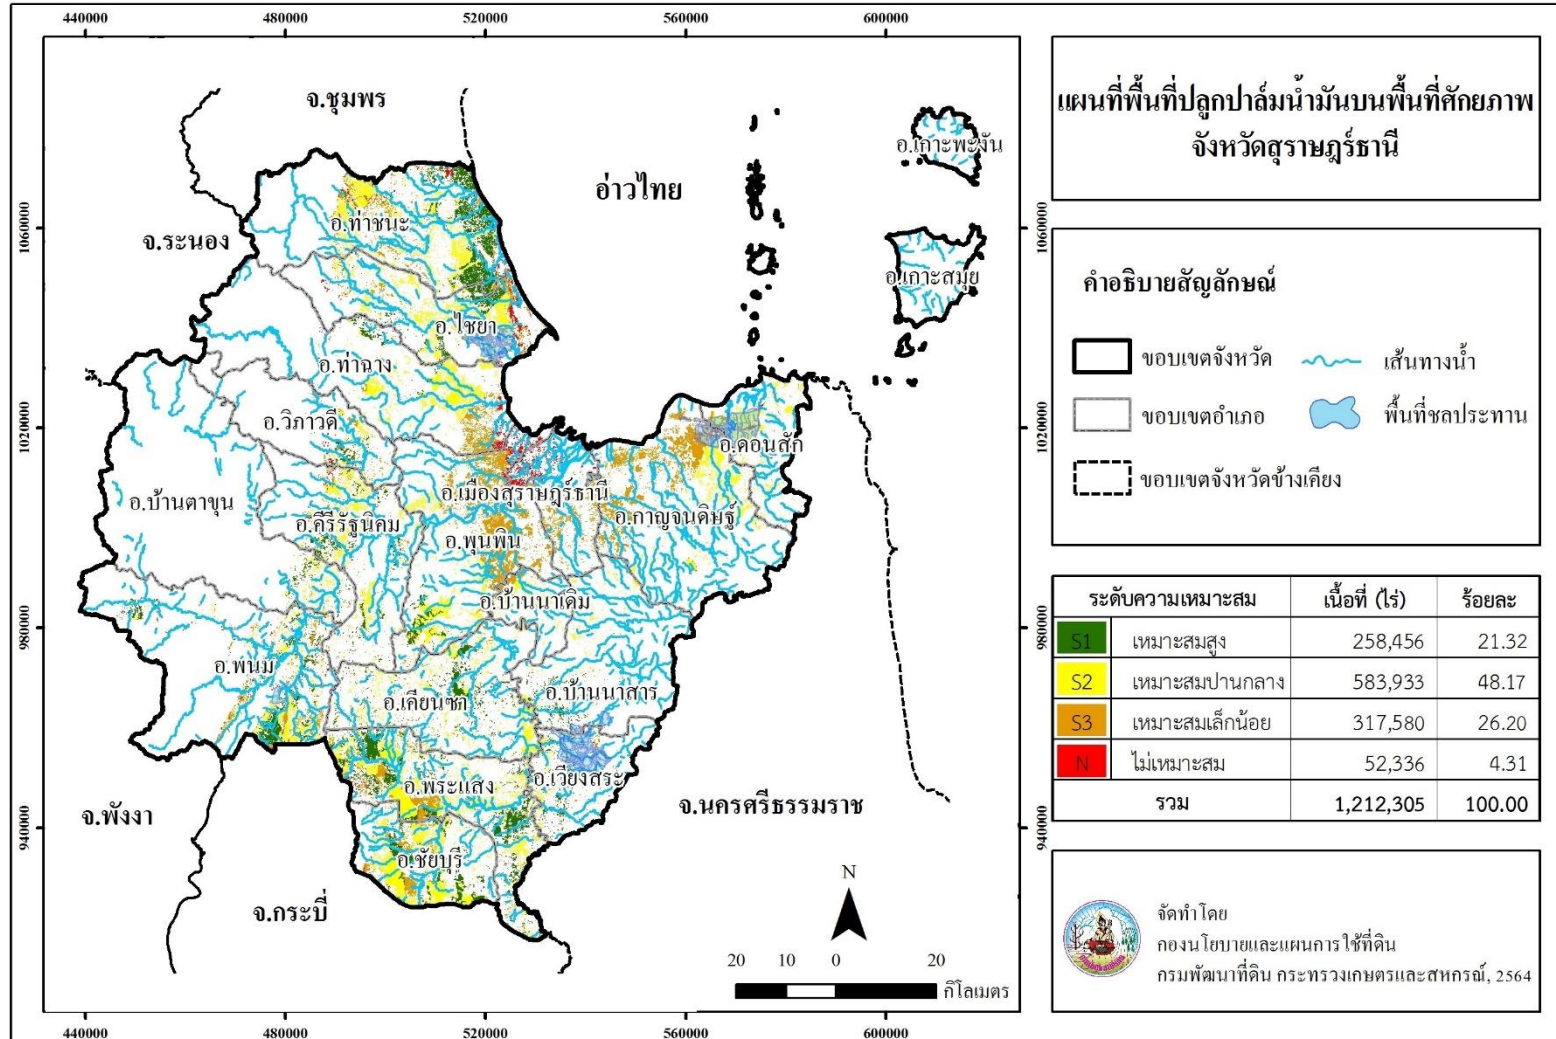 440000 480000 520000 560000 600000
แผนที่พื้นที่ปลูกปาล์มน้ำมันบนพื้นที่ศักยภาพ
จังหวัดสุราษฎร์ธานี
จ.ชุมพร
อ.เกาะพะงัน
อ่าวไทย
1060000 1060000
อ.ท่าชนะ
จ.ระนอง
อ.เกาะสมุย
คำอธิบายสัญลักษณ์
อ.ไชยา
ขอบเขตจังหวัด เส้นทางน้ำ
อ.ท่าฉาง
ขอบเขตอำเภอ พื้นที่ชลประทาน
อ.วิภาวดี
1020000 1020000
อ.ดอนสัก
ขอบเขตจังหวัดข้างเคียง
อ.บ้านตาขุน
อ.เมืองสุราษฎร์ธานี
อ.คีรีรัฐนิคม
อ.กาญจนดิษฐ์
อ.พุนพิน
อ.บ้านนาเดิม
980000 980000
ระดับความเหมาะสม เนื้อที่ (ไร่) ร้อยละ
S1 เหมาะสมสูง 258,456 21.32
S2 เหมาะสมปานกลาง 583,933 48.17
S3 เหมาะสมเล็กน้อย 317,580 26.20
N ไม่เหมาะสม 52,336 4.31
รวม 1,212,305 100.00
อ.พนม
อ.เคียนซา
อ.บ้านนาสาร
อ.พระแสง
อ.เวียงสระ
จ.พังงา
จ.นครศรีธรรมราช
940000 940000
อ.ชัยบุรี
จ.กระบี่
N
20 10 0 20
กิโลเมตร
จัดทำโดย
กองนโยบายและแผนการใช้ที่ดิน
กรมพัฒนาที่ดิน กระทรวงเกษตรและสหกรณ์, 2564
440000 480000 520000 560000 600000